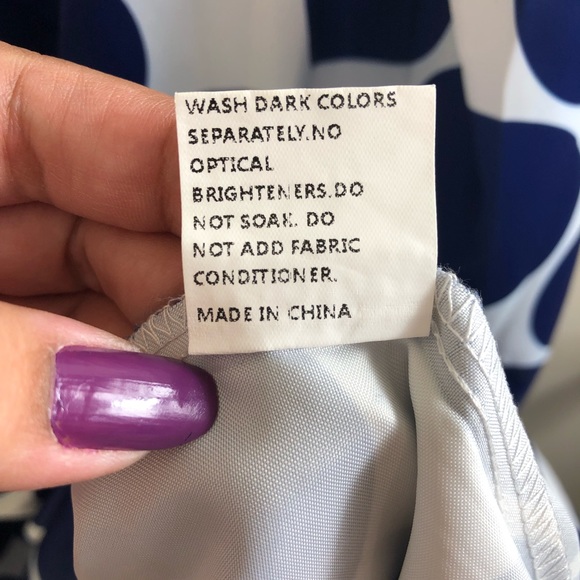 WASH DARK COLORS
SEPARATELY.NO
OPTICAL
BRIGHTENERS.DO
NOT SOAK. DO
NOT ADD FABRIC
CONDITIONER.
MADE IN CHINA